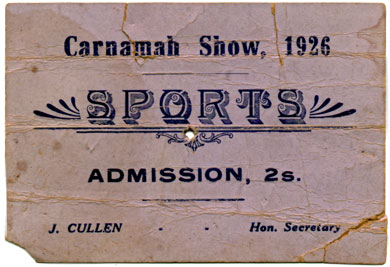 Carnamah Show, 1926
SPORTS
ADMISSION, 2s.
J. CULLEN - - Hon. Secretary